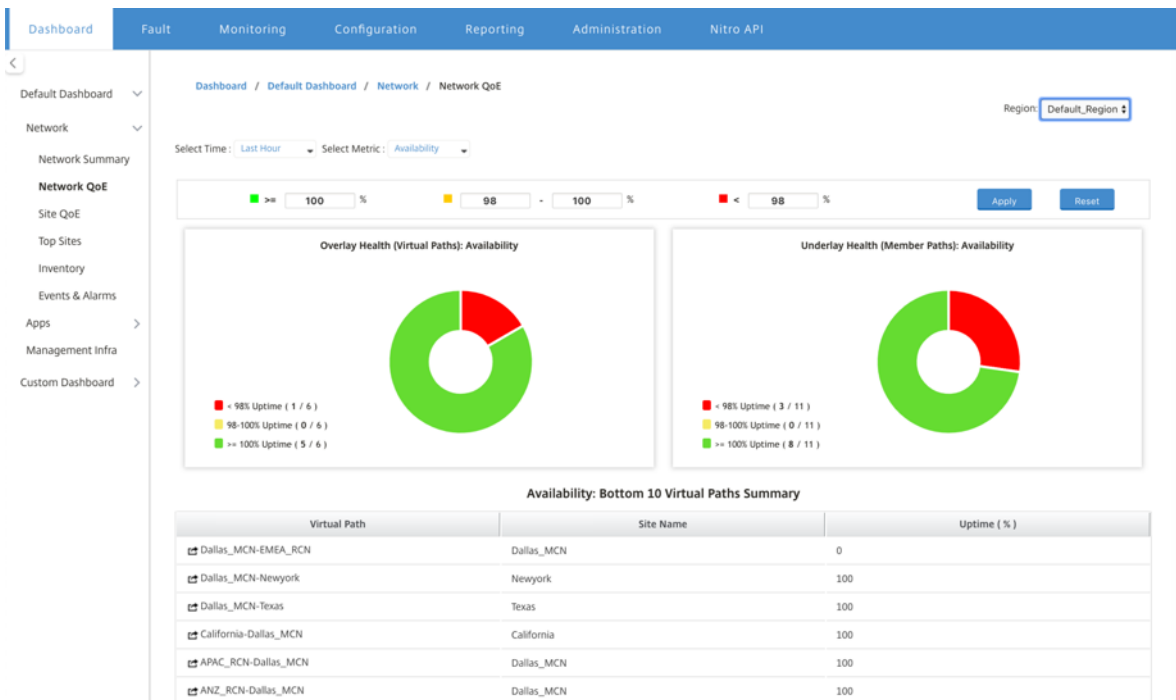 Dashboard Fault Monitoring Configuration Reporting Administration Nitro API
Default Dashboard
Network
Network Summary
Network QoE
Site QoE
Top Sites
Inventory
Events & Alarms
Apps
Management Infra
Custom Dashboard
Dashboard / Default Dashboard / Network / Network QoE
Region: Default_Region
Select Time : Last Hour Select Metric : Availability
>= 100 % 98 - 100 % < 98 % Apply Reset
Overlay Health (Virtual Paths): Availability
< 98% Uptime ( 1 / 6 )
98-100% Uptime ( 0 / 6 )
>= 100% Uptime ( 5 / 6 )
Underlay Health (Member Paths): Availability
< 98% Uptime ( 3 / 11 )
98-100% Uptime ( 0 / 11 )
>= 100% Uptime ( 8 / 11 )
Availability: Bottom 10 Virtual Paths Summary
Virtual Path Site Name Uptime ( % )
Dallas_MCN-EMEA_RCN Dallas_MCN 0
Dallas_MCN-Newyork Newyork 100
Dallas_MCN-Texas Texas 100
California-Dallas_MCN California 100
APAC_RCN-Dallas_MCN Dallas_MCN 100
ANZ_RCN-Dallas_MCN Dallas_MCN 100